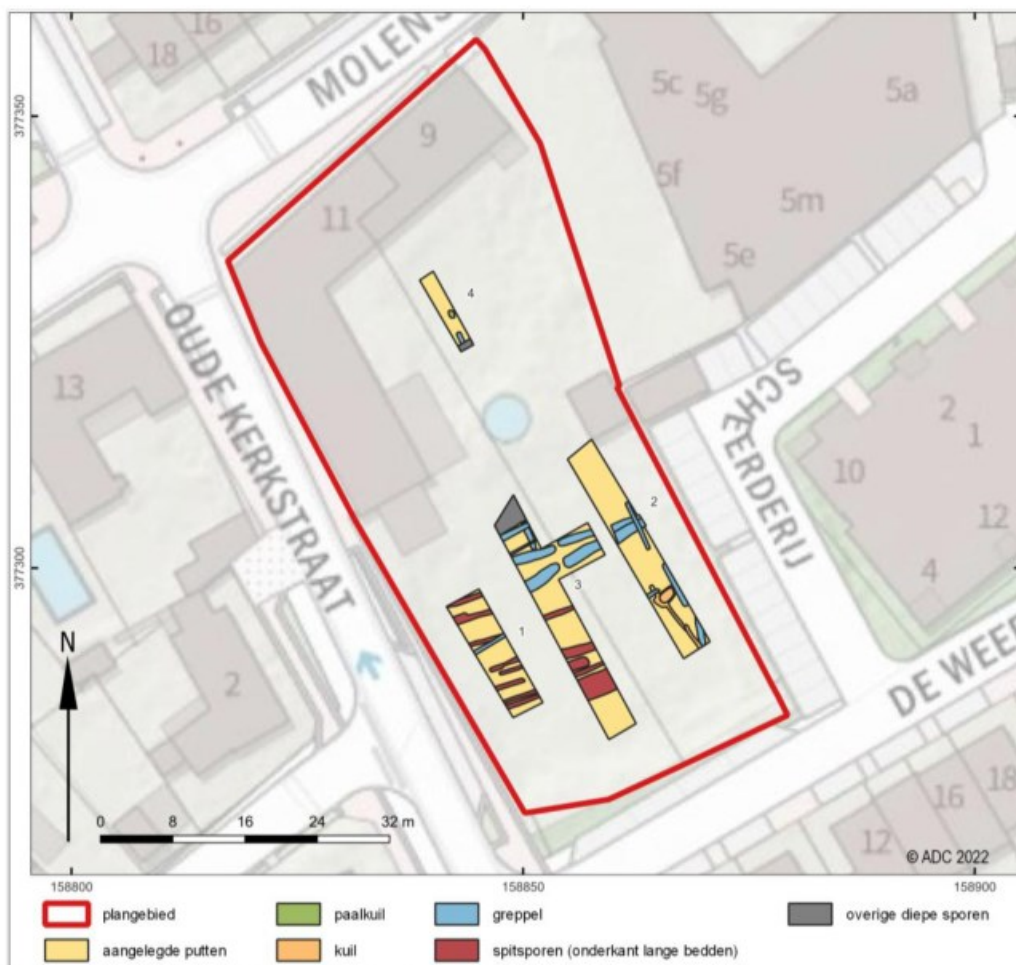 16
18
MOLENS
5c
5g
5a
377350
9
5f
5m
11
5e
4
OUDE KERKSTRAAT
13
SCHEERDERIJ
2
1
10
2
12
377300
3
4
1
N
2
DE WEE
18
16
0 8 16 24 32 m
12
© ADC 2022
158800 158850 158900
plangebied paalkuil greppel overige diepe sporen
aangelegde putten kuil spitsporen (onderkant lange bedden)